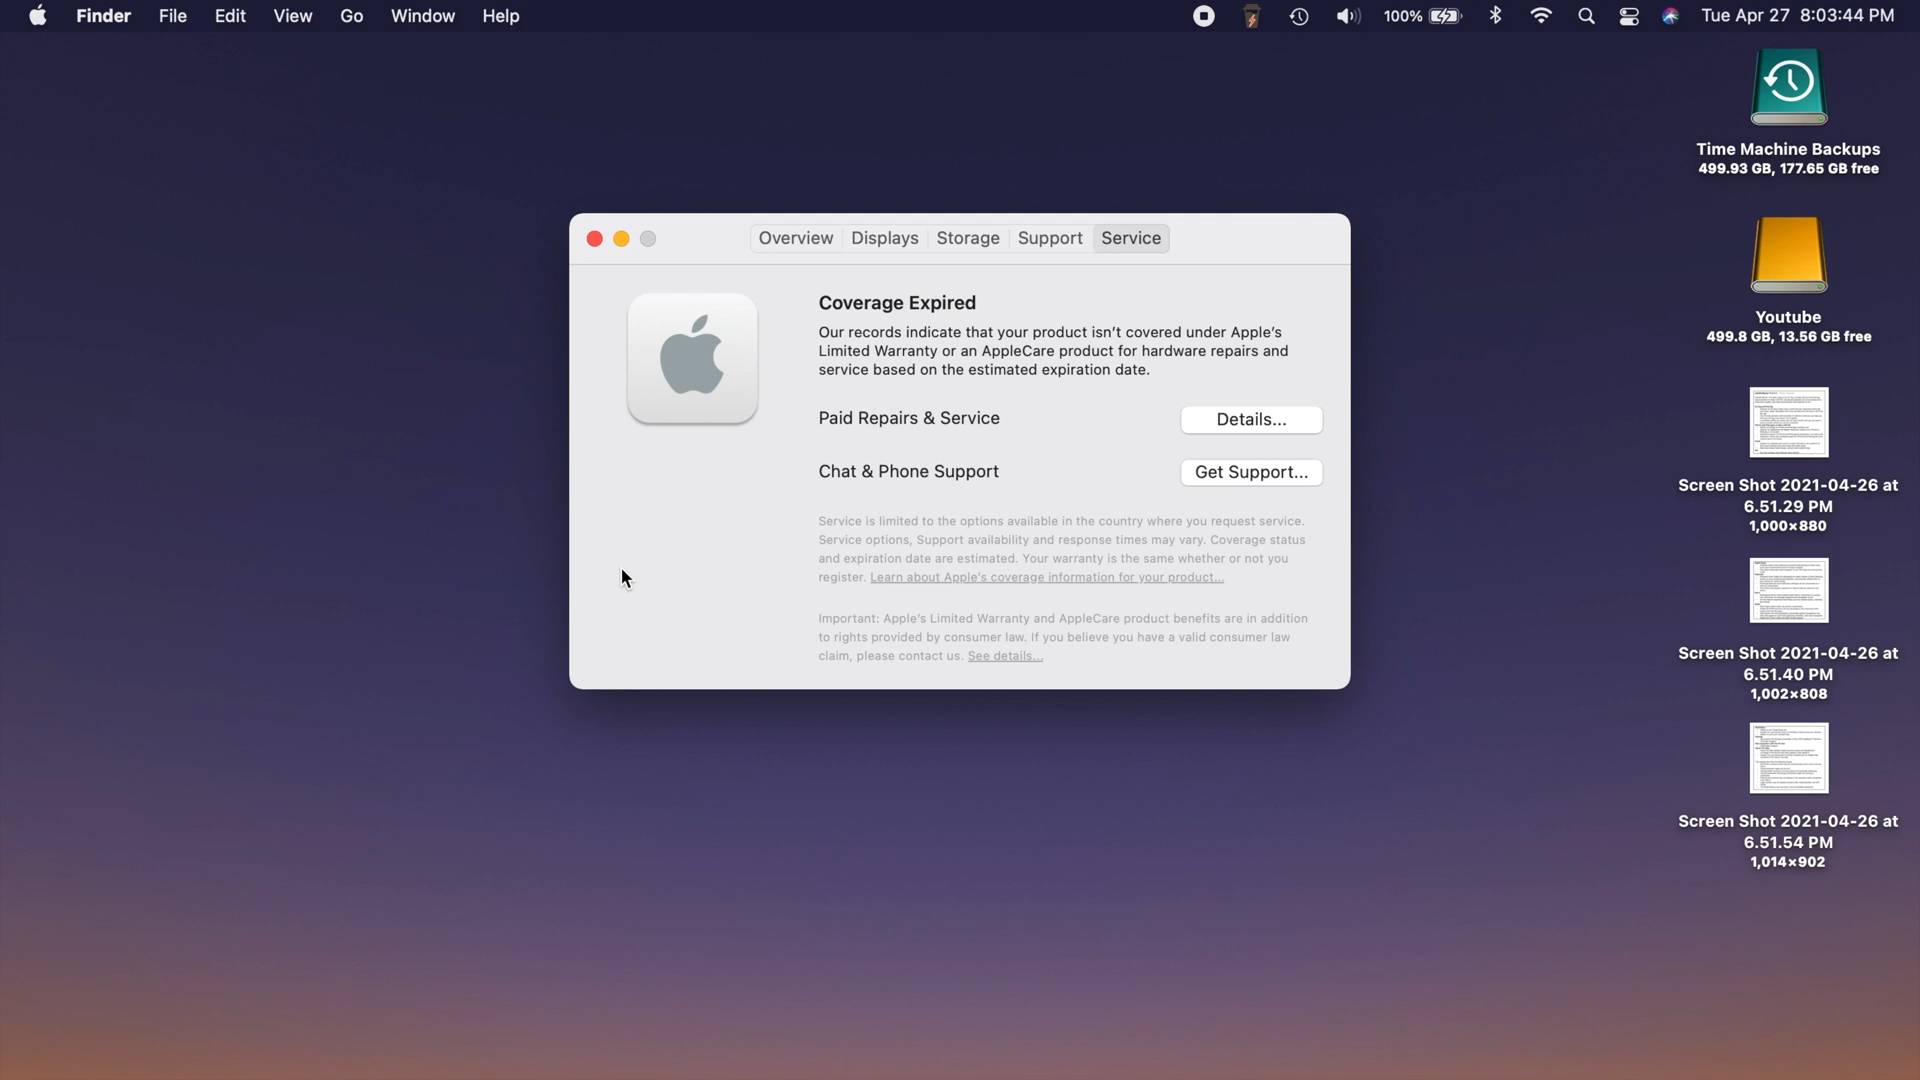 Finder File Edit View Go Window Help 100% Tue Apr 27 8:03:44 PM
Overview Displays Storage Support Service
Coverage Expired
Our records indicate that your product isn't covered under Apple's
Limited Warranty or an AppleCare product for hardware repairs and
service based on the estimated expiration date.
Paid Repairs & Service Details...
Chat & Phone Support Get Support...
Service is limited to the options available in the country where you request service.
Service options, Support availability and response times may vary. Coverage status
and expiration date are estimated. Your warranty is the same whether or not you
register. Learn about Apple's coverage information for your product...
Important: Apple's Limited Warranty and AppleCare product benefits are in addition
to rights provided by consumer law. If you believe you have a valid consumer law
claim, please contact us. See details...
Time Machine Backups
499.93 GB, 177.65 GB free
Youtube
499.8 GB, 13.56 GB free
Screen Shot 2021-04-26 at
6.51.29 PM
1,000×880
Screen Shot 2021-04-26 at
6.51.40 PM
1,002×808
Screen Shot 2021-04-26 at
6.51.54 PM
1,014×902